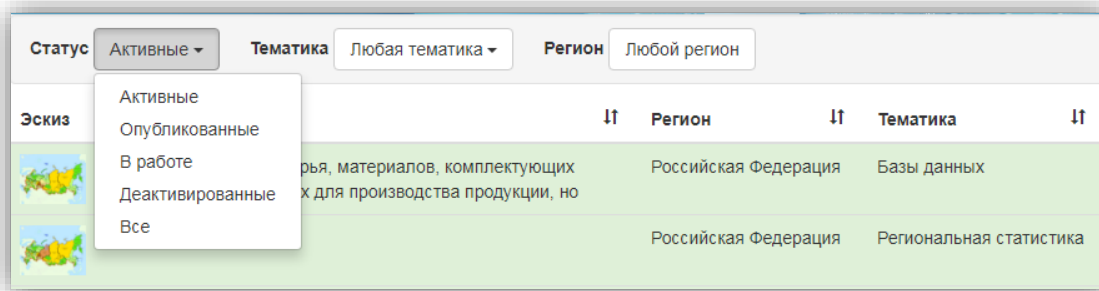 Статус Активные Тематика Любая тематика Регион Любой регион
Активные
Опубликованные
В работе
Деактивированные
Все
Эскиз Регион Тематика
материалов, комплектующих Российская Федерация Базы данных
для производства продукции, но
Российская Федерация Региональная статистика